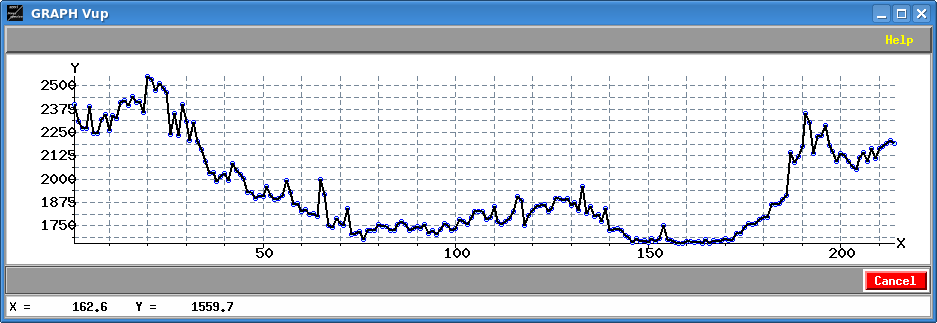 GRAPH Vup
Help
Y
2500
2375
2250
2125
2000
1875
1750
50 100 150 200 X
Cancel
X = 162.6 Y = 1559.7